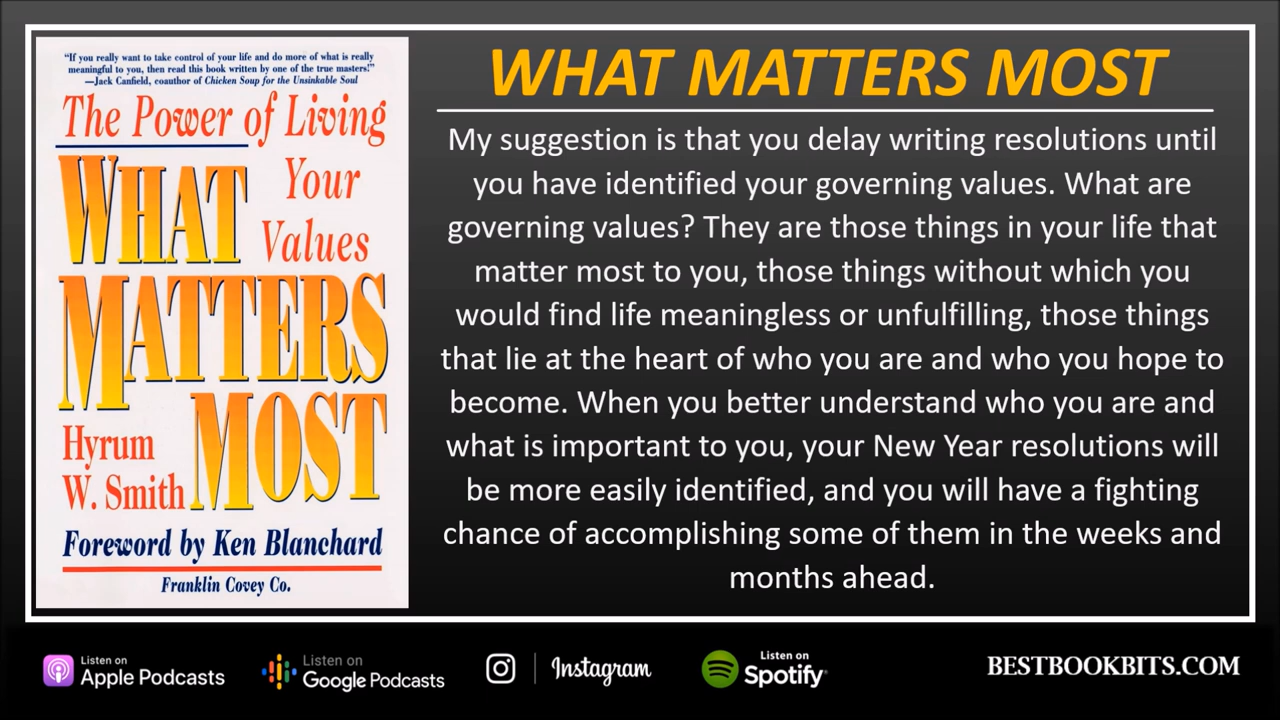 "If you really want to take control of your life and do more of what is really
meaningful to you, then read this book written by one of the true masters!"
—Jack Canfield, coauthor of Chicken Soup for the Unsinkable Soul
The Power of Living
Your
Values
WHAT
MATTERS
MOST
Hyrum
W. Smith
Foreword by Ken Blanchard
Franklin Covey Co.
WHAT MATTERS MOST
My suggestion is that you delay writing resolutions until
you have identified your governing values. What are
governing values? They are those things in your life that
matter most to you, those things without which you
would find life meaningless or unfulfilling, those things
that lie at the heart of who you are and who you hope to
become. When you better understand who you are and
what is important to you, your New Year resolutions will
be more easily identified, and you will have a fighting
chance of accomplishing some of them in the weeks and
months ahead.
Listen on
Apple Podcasts
Listen on
Google Podcasts
Instagram
Listen on
Spotify
BESTBOOKBITS.COM